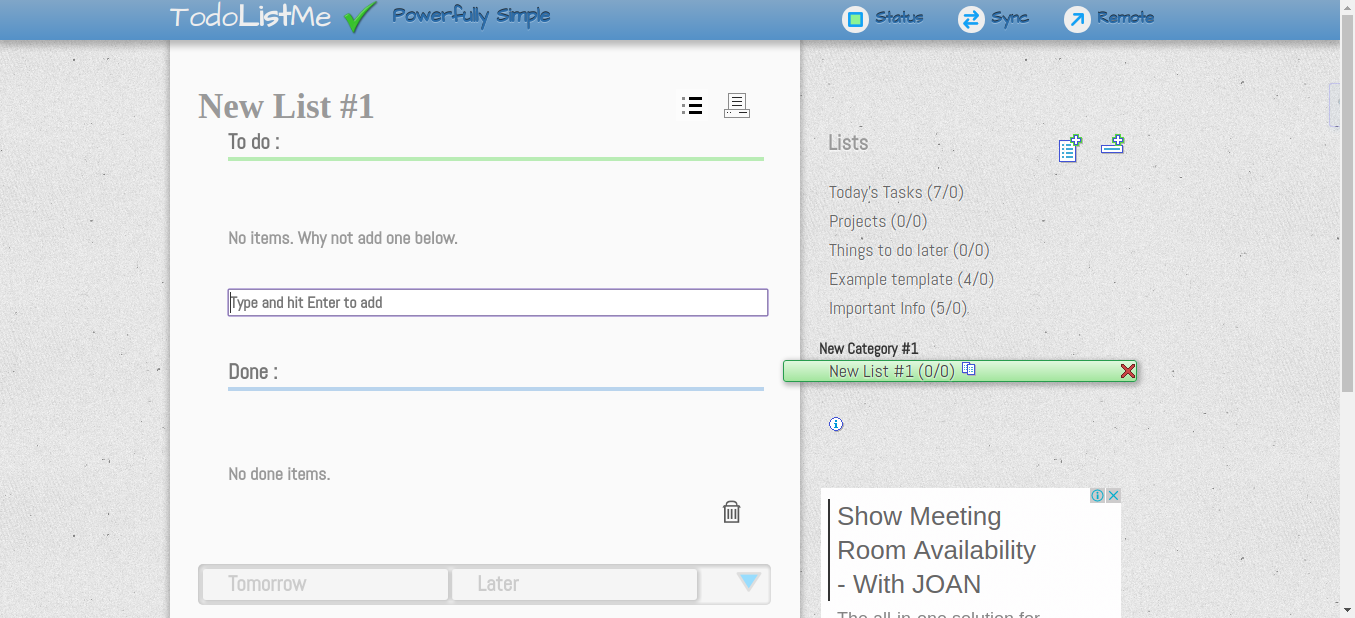 TodoListMe
Powerfully Simple
Status
Sync
Remote
New List #1
To do :
No items. Why not add one below.
Type and hit Enter to add
Done :
No done items.
Tomorrow
Later
Lists
Today's Tasks (7/0)
Projects (0/0)
Things to do later (0/0)
Example template (4/0)
Important Info (5/0)
New Category #1
New List #1 (0/0)
Show Meeting
Room Availability
- With JOAN
The all-in-one solution for